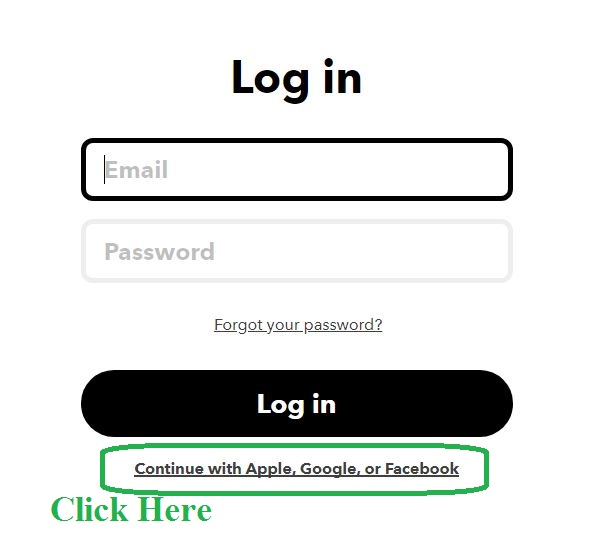 Log in
Email
Password
Forgot your password?
Log in
Continue with Apple, Google, or Facebook
Click Here